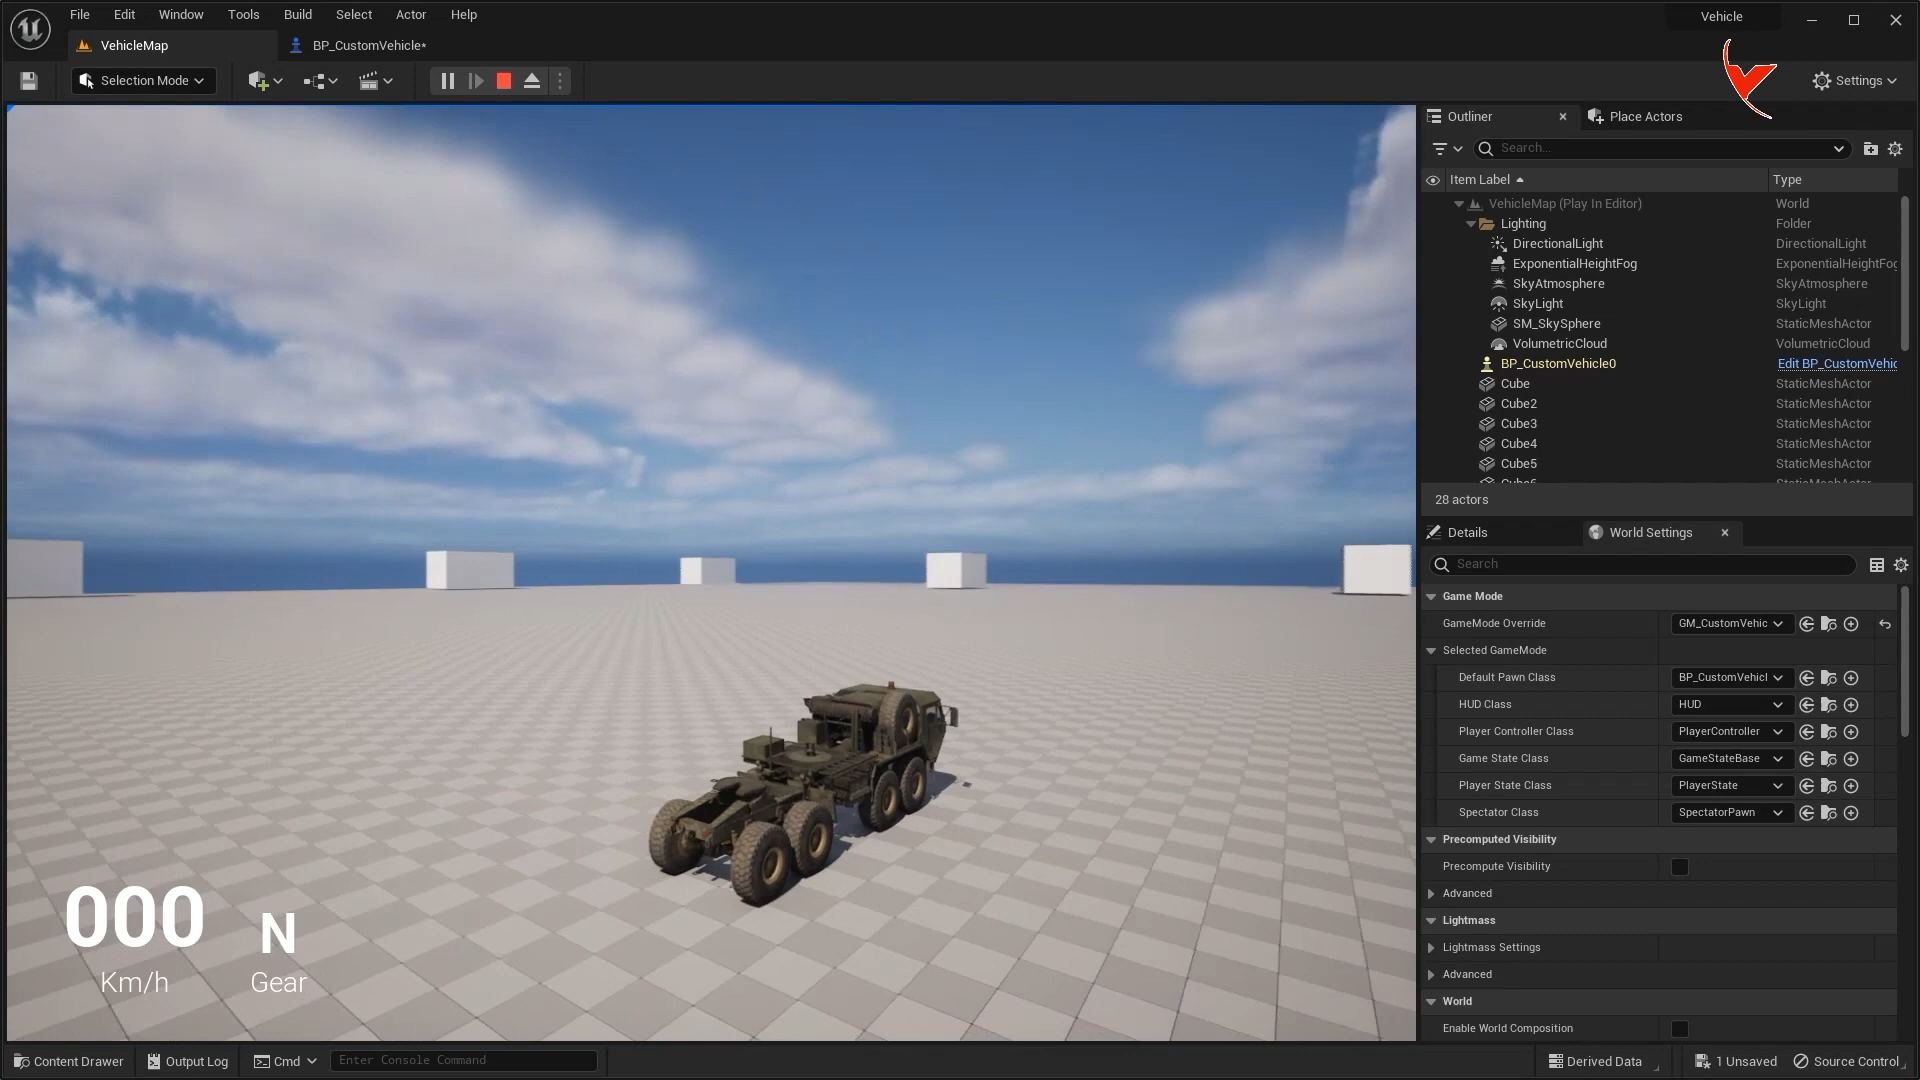 File Edit Window Tools Build Select Actor Help
Vehicle
VehicleMap
BP_CustomVehicle*
Selection Mode
Settings
Outliner
Place Actors
Search...
Item Label Type
VehicleMap (Play In Editor) World
Lighting Folder
DirectionalLight DirectionalLight
ExponentialHeightFog ExponentialHeightFog
SkyAtmosphere SkyAtmosphere
SkyLight SkyLight
SM_SkySphere StaticMeshActor
VolumetricCloud VolumetricCloud
BP_CustomVehicle0 Edit BP_CustomVehic
Cube StaticMeshActor
Cube2 StaticMeshActor
Cube3 StaticMeshActor
Cube4 StaticMeshActor
Cube5 StaticMeshActor
28 actors
Details
World Settings
Search
Game Mode
GameMode Override GM_CustomVehic
Selected GameMode
Default Pawn Class BP_CustomVehicl
HUD Class HUD
Player Controller Class PlayerController
Game State Class GameStateBase
Player State Class PlayerState
Spectator Class SpectatorPawn
Precomputed Visibility
Precompute Visibility
Advanced
Lightmass
Lightmass Settings
Advanced
World
Enable World Composition
000 N
Km/h Gear
Content Drawer
Output Log
Cmd
Enter Console Command
Derived Data
1 Unsaved
Source Control